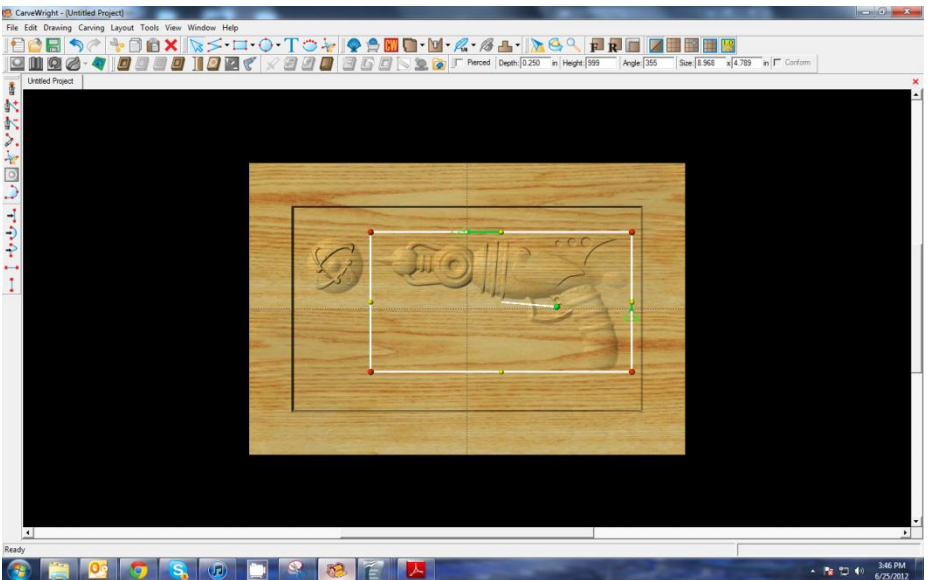 CarveWright - [Untitled Project]
File Edit Drawing Carving Layout Tools View Window Help
CW T F R
Pierced Depth: 0.250 in Height: 999 Angle: 355 Size: 8.968 x 4.789 in Conform
Untitled Project
Ready
3:46 PM
6/25/2012